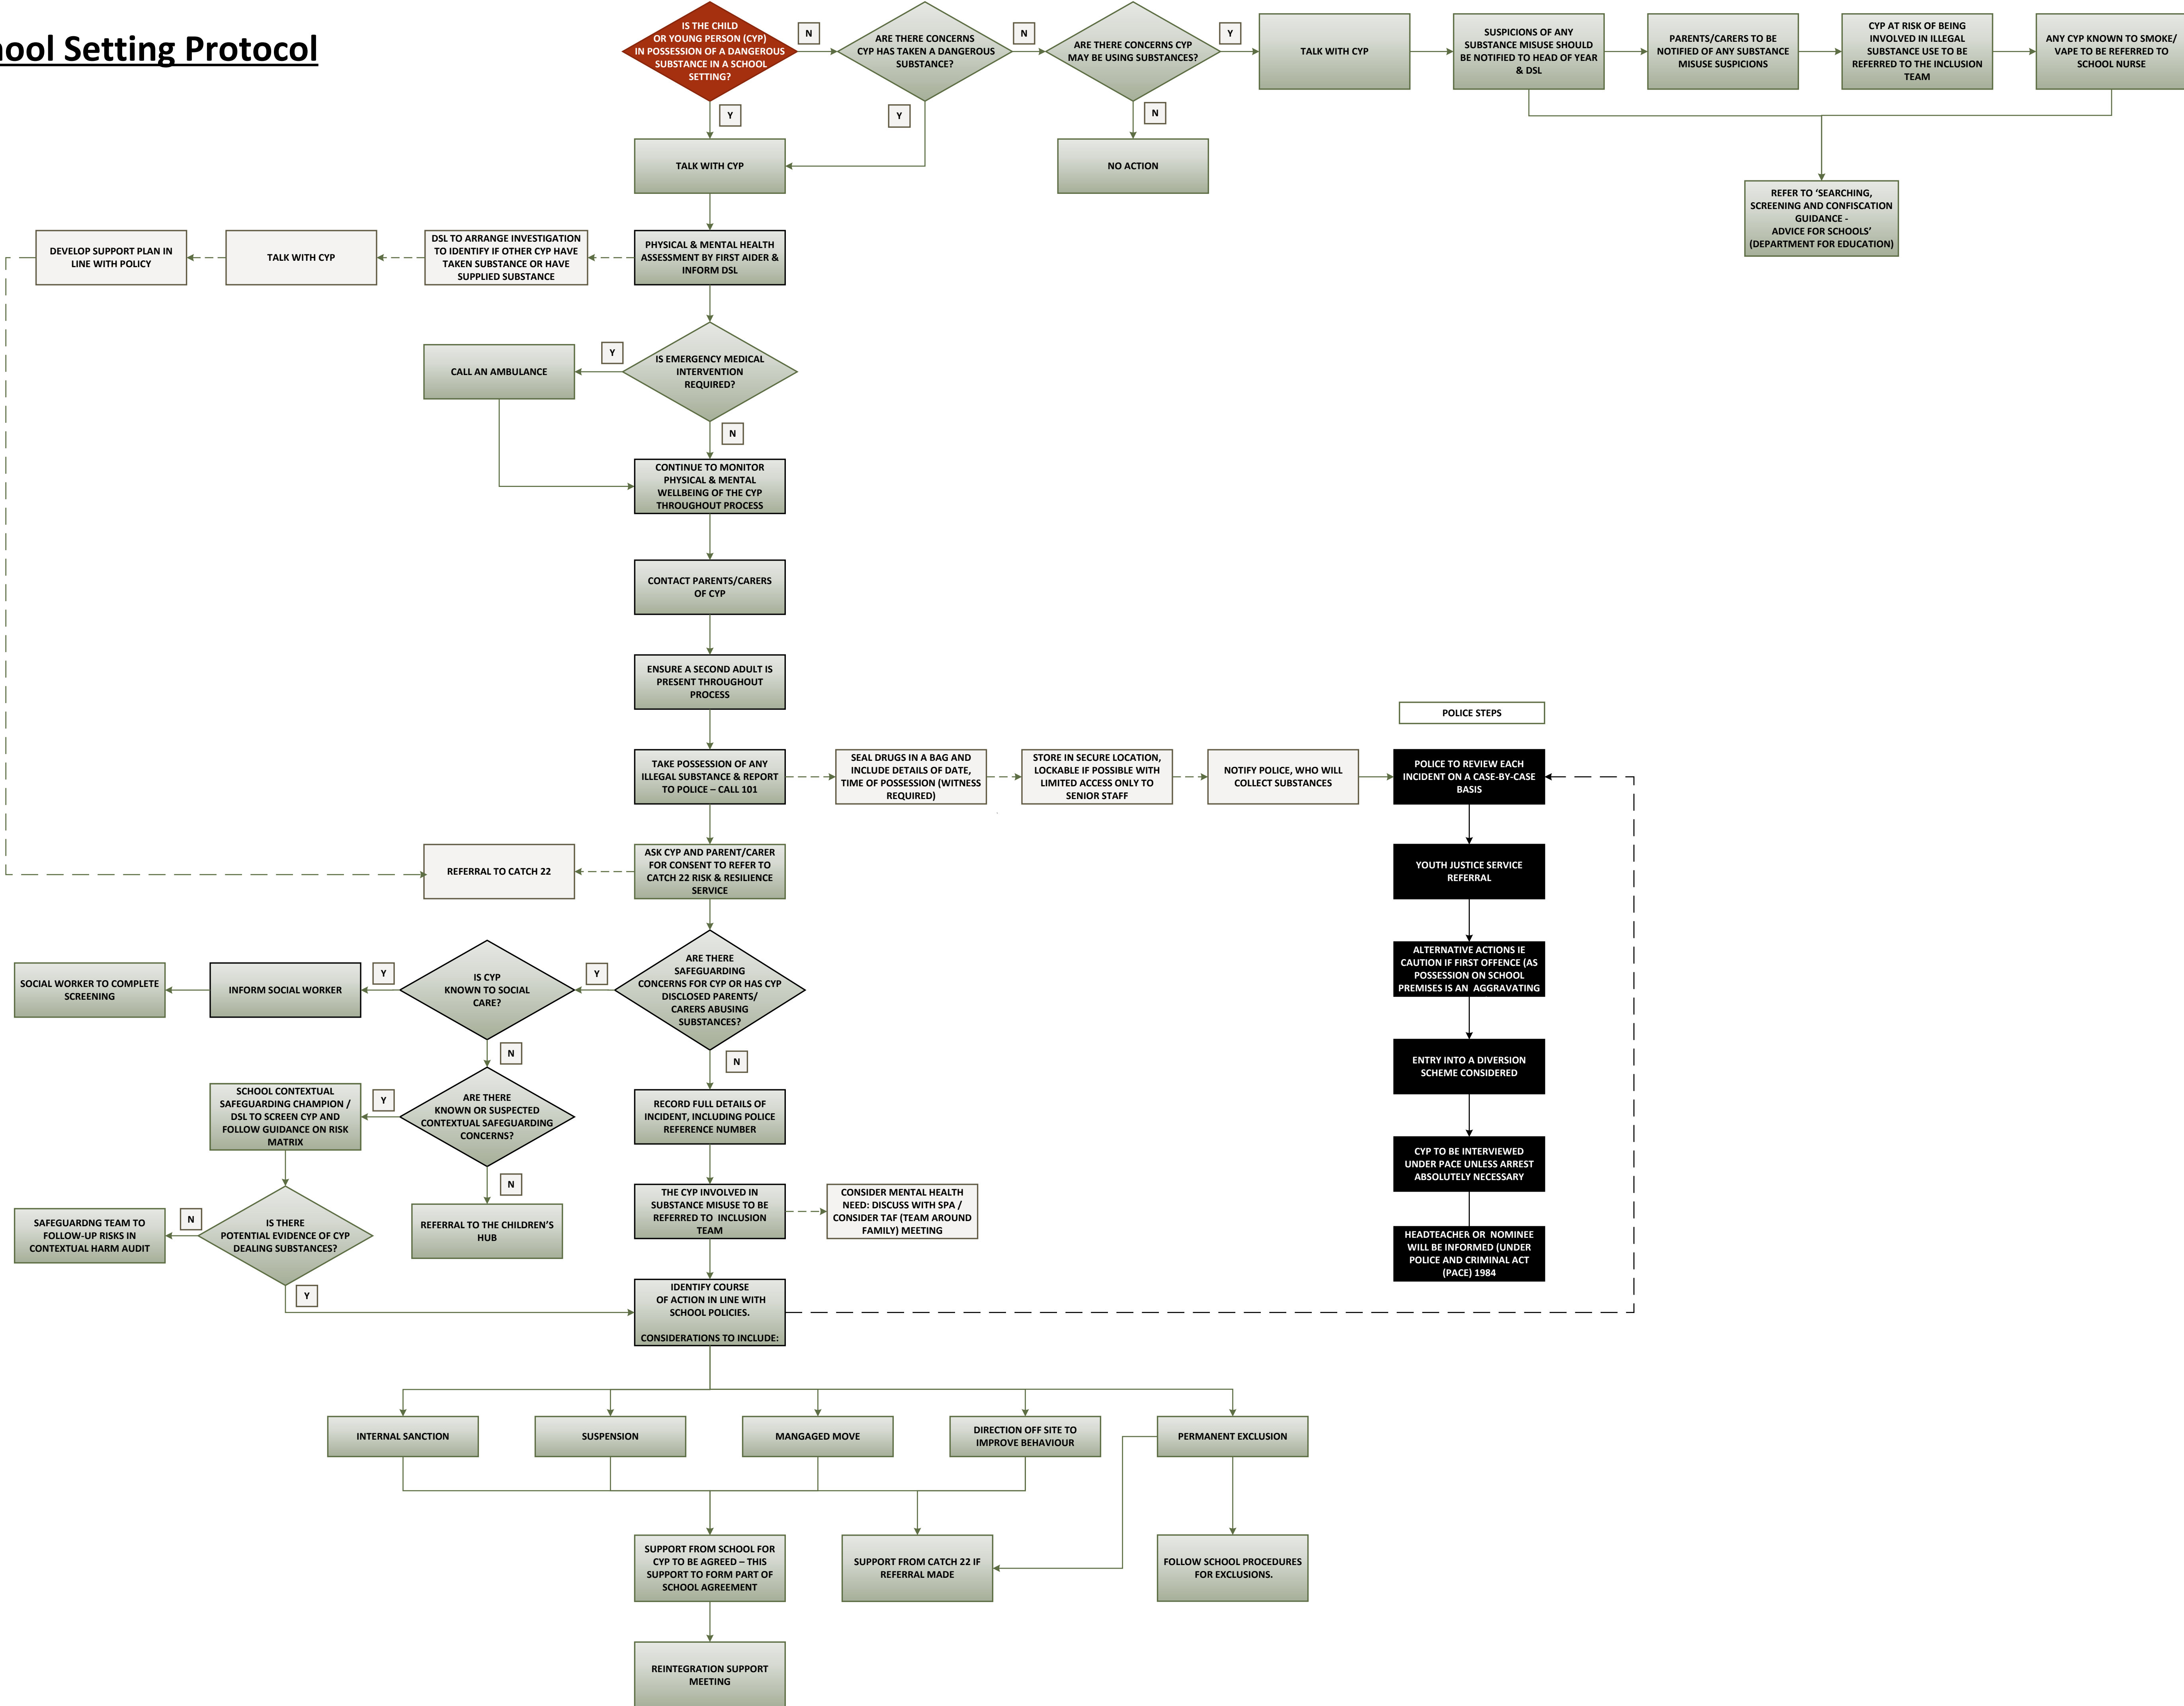 hool Setting Protocol
IS THE CHILD
OR YOUNG PERSON (CYP)
IN POSSESSION OF A DANGEROUS
SUBSTANCE IN A SCHOOL
SETTING?
N
ARE THERE CONCERNS
CYP HAS TAKEN A DANGEROUS
SUBSTANCE?
N
ARE THERE CONCERNS CYP
MAY BE USING SUBSTANCES?
Y
TALK WITH CYP
SUSPICIONS OF ANY
SUBSTANCE MISUSE SHOULD
BE NOTIFIED TO HEAD OF YEAR
& DSL
PARENTS/CARERS TO BE
NOTIFIED OF ANY SUBSTANCE
MISUSE SUSPICIONS
CYP AT RISK OF BEING
INVOLVED IN ILLEGAL
SUBSTANCE USE TO BE
REFERRED TO THE INCLUSION
TEAM
ANY CYP KNOWN TO SMOKE/
VAPE TO BE REFERRED TO
SCHOOL NURSE
Y
Y
N
TALK WITH CYP
NO ACTION
REFER TO ‘SEARCHING,
SCREENING AND CONFISCATION
GUIDANCE -
ADVICE FOR SCHOOLS’
(DEPARTMENT FOR EDUCATION)
DEVELOP SUPPORT PLAN IN
LINE WITH POLICY
TALK WITH CYP
DSL TO ARRANGE INVESTIGATION
TO IDENTIFY IF OTHER CYP HAVE
TAKEN SUBSTANCE OR HAVE
SUPPLIED SUBSTANCE
PHYSICAL & MENTAL HEALTH
ASSESSMENT BY FIRST AIDER &
INFORM DSL
CALL AN AMBULANCE
Y
IS EMERGENCY MEDICAL
INTERVENTION
REQUIRED?
N
CONTINUE TO MONITOR
PHYSICAL & MENTAL
WELLBEING OF THE CYP
THROUGHOUT PROCESS
CONTACT PARENTS/CARERS
OF CYP
ENSURE A SECOND ADULT IS
PRESENT THROUGHOUT
PROCESS
POLICE STEPS
TAKE POSSESSION OF ANY
ILLEGAL SUBSTANCE & REPORT
TO POLICE – CALL 101
SEAL DRUGS IN A BAG AND
INCLUDE DETAILS OF DATE,
TIME OF POSSESSION (WITNESS
REQUIRED)
STORE IN SECURE LOCATION,
LOCKABLE IF POSSIBLE WITH
LIMITED ACCESS ONLY TO
SENIOR STAFF
NOTIFY POLICE, WHO WILL
COLLECT SUBSTANCES
POLICE TO REVIEW EACH
INCIDENT ON A CASE-BY-CASE
BASIS
REFERRAL TO CATCH 22
ASK CYP AND PARENT/CARER
FOR CONSENT TO REFER TO
CATCH 22 RISK & RESILIENCE
SERVICE
YOUTH JUSTICE SERVICE
REFERRAL
SOCIAL WORKER TO COMPLETE
SCREENING
INFORM SOCIAL WORKER
Y
IS CYP
KNOWN TO SOCIAL
CARE?
Y
ARE THERE
SAFEGUARDING
CONCERNS FOR CYP OR HAS CYP
DISCLOSED PARENTS/
CARERS ABUSING
SUBSTANCES?
ALTERNATIVE ACTIONS IE
CAUTION IF FIRST OFFENCE (AS
POSSESSION ON SCHOOL
PREMISES IS AN AGGRAVATING
N
N
ENTRY INTO A DIVERSION
SCHEME CONSIDERED
SCHOOL CONTEXTUAL
SAFEGUARDING CHAMPION /
DSL TO SCREEN CYP AND
FOLLOW GUIDANCE ON RISK
MATRIX
Y
ARE THERE
KNOWN OR SUSPECTED
CONTEXTUAL SAFEGUARDING
CONCERNS?
RECORD FULL DETAILS OF
INCIDENT, INCLUDING POLICE
REFERENCE NUMBER
N
CYP TO BE INTERVIEWED
UNDER PACE UNLESS ARREST
ABSOLUTELY NECESSARY
SAFEGUARDNG TEAM TO
FOLLOW-UP RISKS IN
CONTEXTUAL HARM AUDIT
N
IS THERE
POTENTIAL EVIDENCE OF CYP
DEALING SUBSTANCES?
REFERRAL TO THE CHILDREN’S
HUB
THE CYP INVOLVED IN
SUBSTANCE MISUSE TO BE
REFERRED TO INCLUSION
TEAM
CONSIDER MENTAL HEALTH
NEED: DISCUSS WITH SPA /
CONSIDER TAF (TEAM AROUND
FAMILY) MEETING
HEADTEACHER OR NOMINEE
WILL BE INFORMED (UNDER
POLICE AND CRIMINAL ACT
(PACE) 1984
Y
IDENTIFY COURSE
OF ACTION IN LINE WITH
SCHOOL POLICIES.
CONSIDERATIONS TO INCLUDE:
INTERNAL SANCTION
SUSPENSION
MANGAGED MOVE
DIRECTION OFF SITE TO
IMPROVE BEHAVIOUR
PERMANENT EXCLUSION
SUPPORT FROM SCHOOL FOR
CYP TO BE AGREED – THIS
SUPPORT TO FORM PART OF
SCHOOL AGREEMENT
SUPPORT FROM CATCH 22 IF
REFERRAL MADE
FOLLOW SCHOOL PROCEDURES
FOR EXCLUSIONS.
REINTEGRATION SUPPORT
MEETING